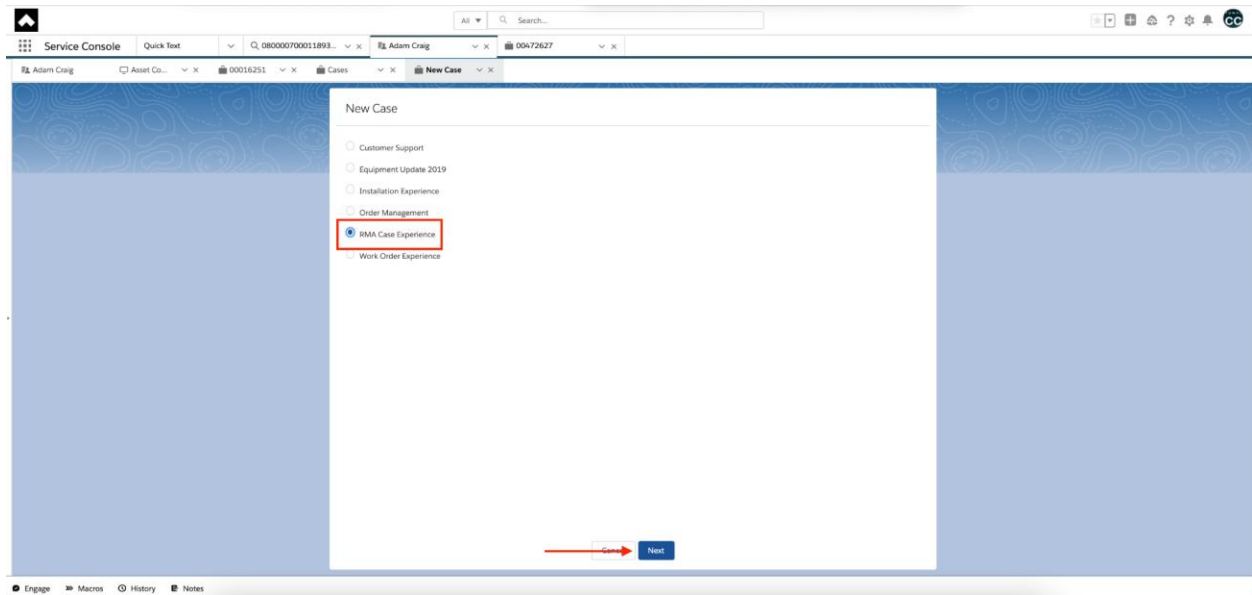 All
Search...
CC
Service Console
Quick Text
080000700011893...
Adam Craig
00472627
Adam Craig
Asset Co...
00016251
Cases
New Case
New Case
Customer Support
Equipment Update 2019
Installation Experience
Order Management
RMA Case Experience
Work Order Experience
Next
Engage
Macros
History
Notes